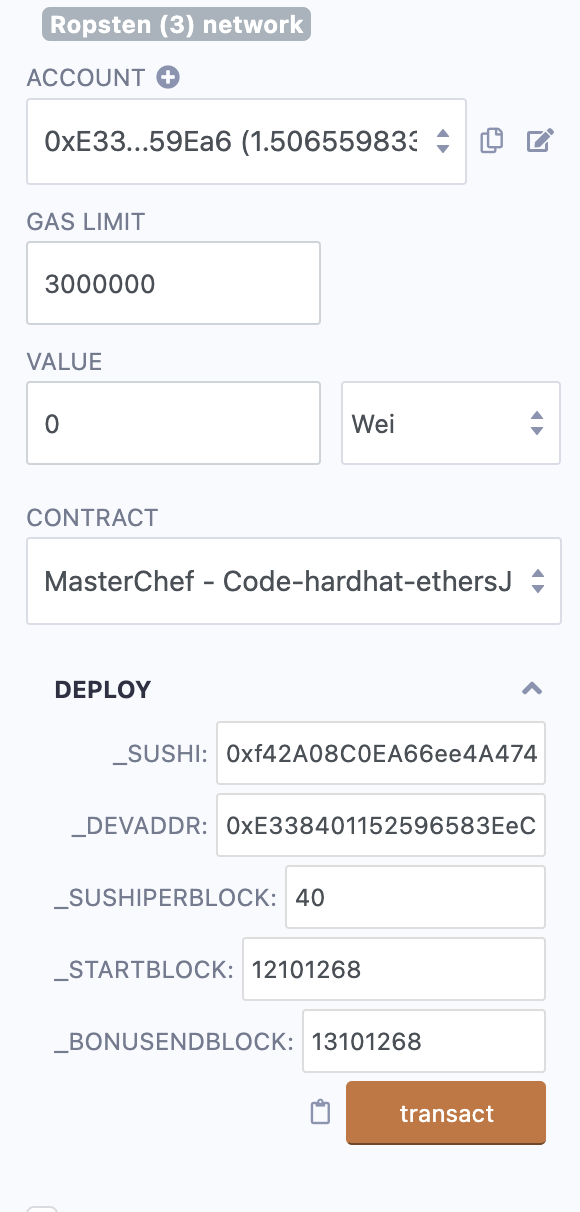 Ropsten (3) network
ACCOUNT
0xE33...59Ea6 (1.506559833
GAS LIMIT
3000000
VALUE
0 Wei
CONTRACT
MasterChef - Code-hardhat-ethersJ
DEPLOY
_SUSHI: 0xf42A08C0EA66ee4A474
_DEVADDR: 0xE338401152596583EeC
_SUSHIPERBLOCK: 40
_STARTBLOCK: 12101268
_BONUSENDBLOCK: 13101268
transact